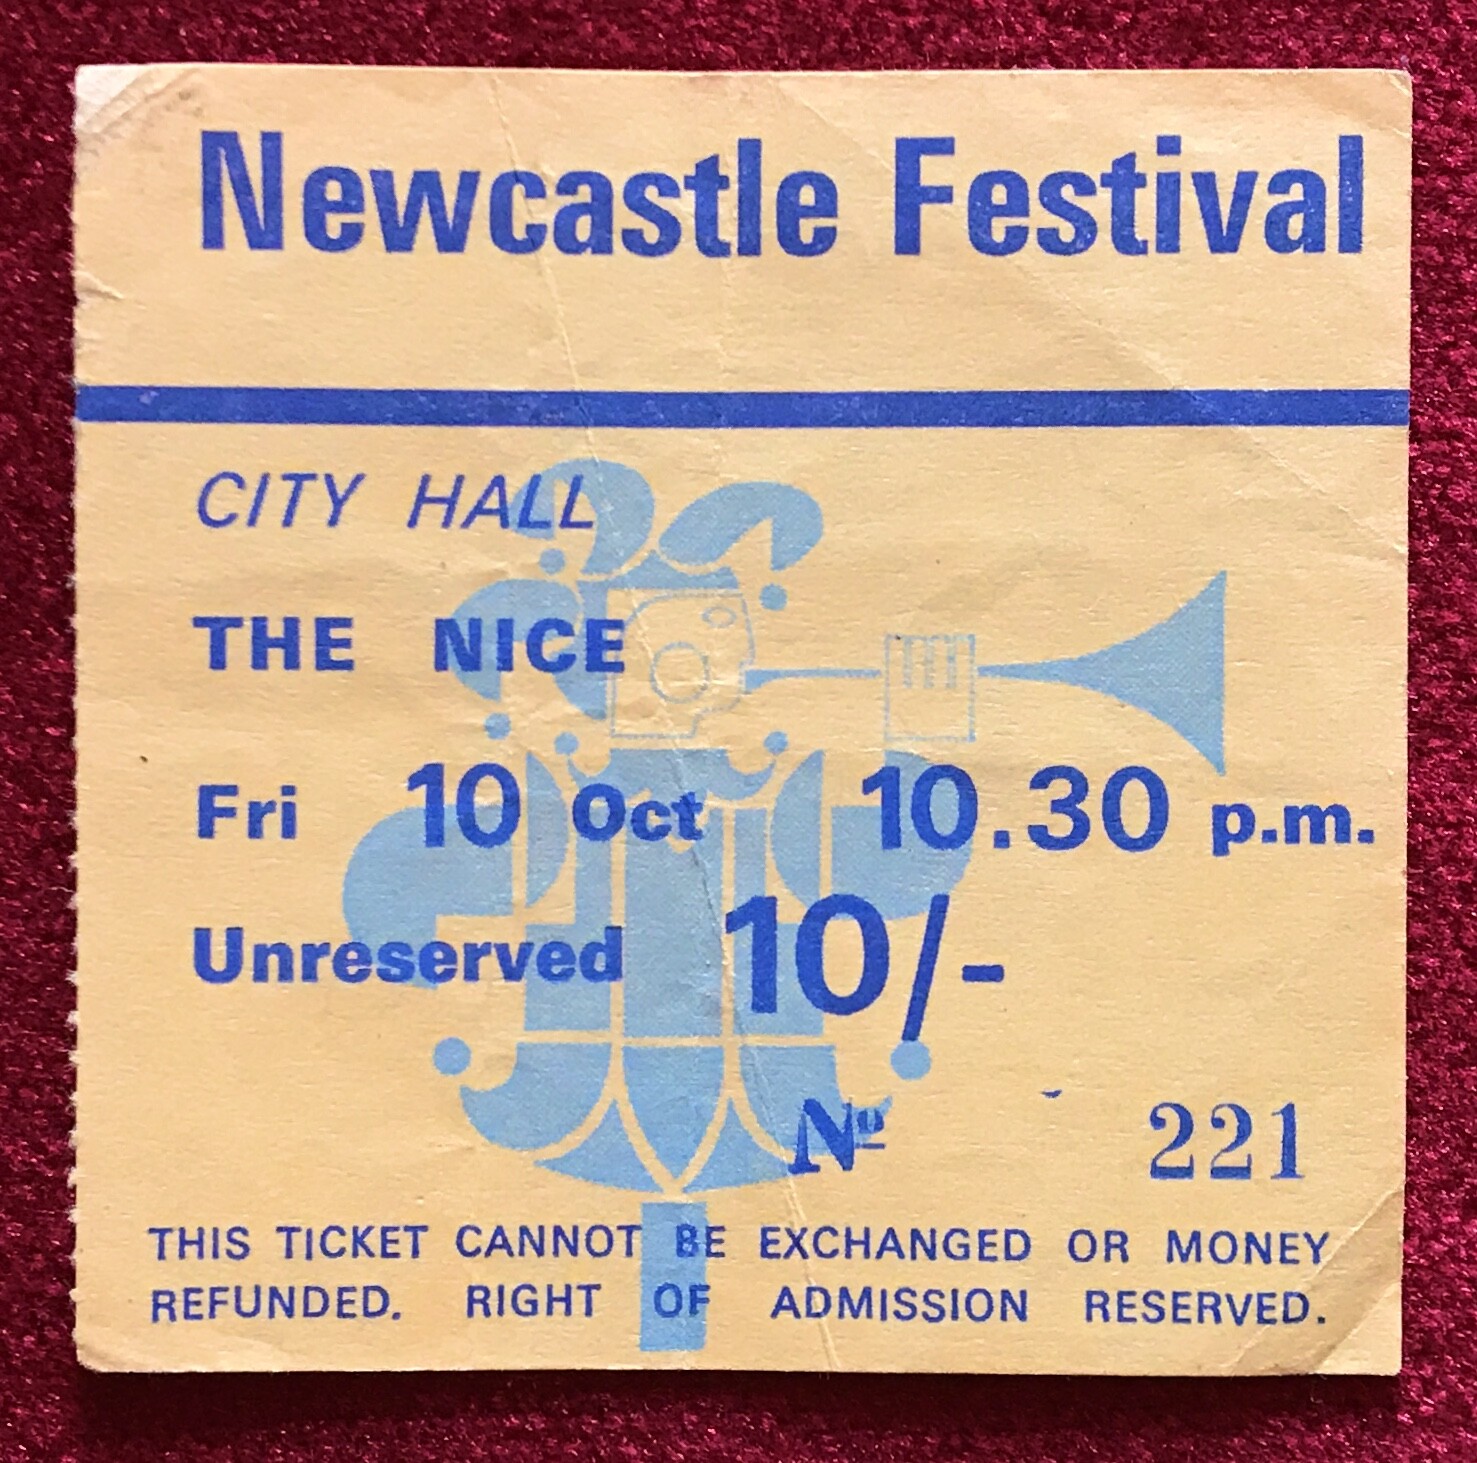 Newcastle Festival
CITY HALL
THE NICE
Fri 10 Oct 10.30 p.m.
Unreserved 10/-
Nº 221
THIS TICKET CANNOT BE EXCHANGED OR MONEY
REFUNDED. RIGHT OF ADMISSION RESERVED.